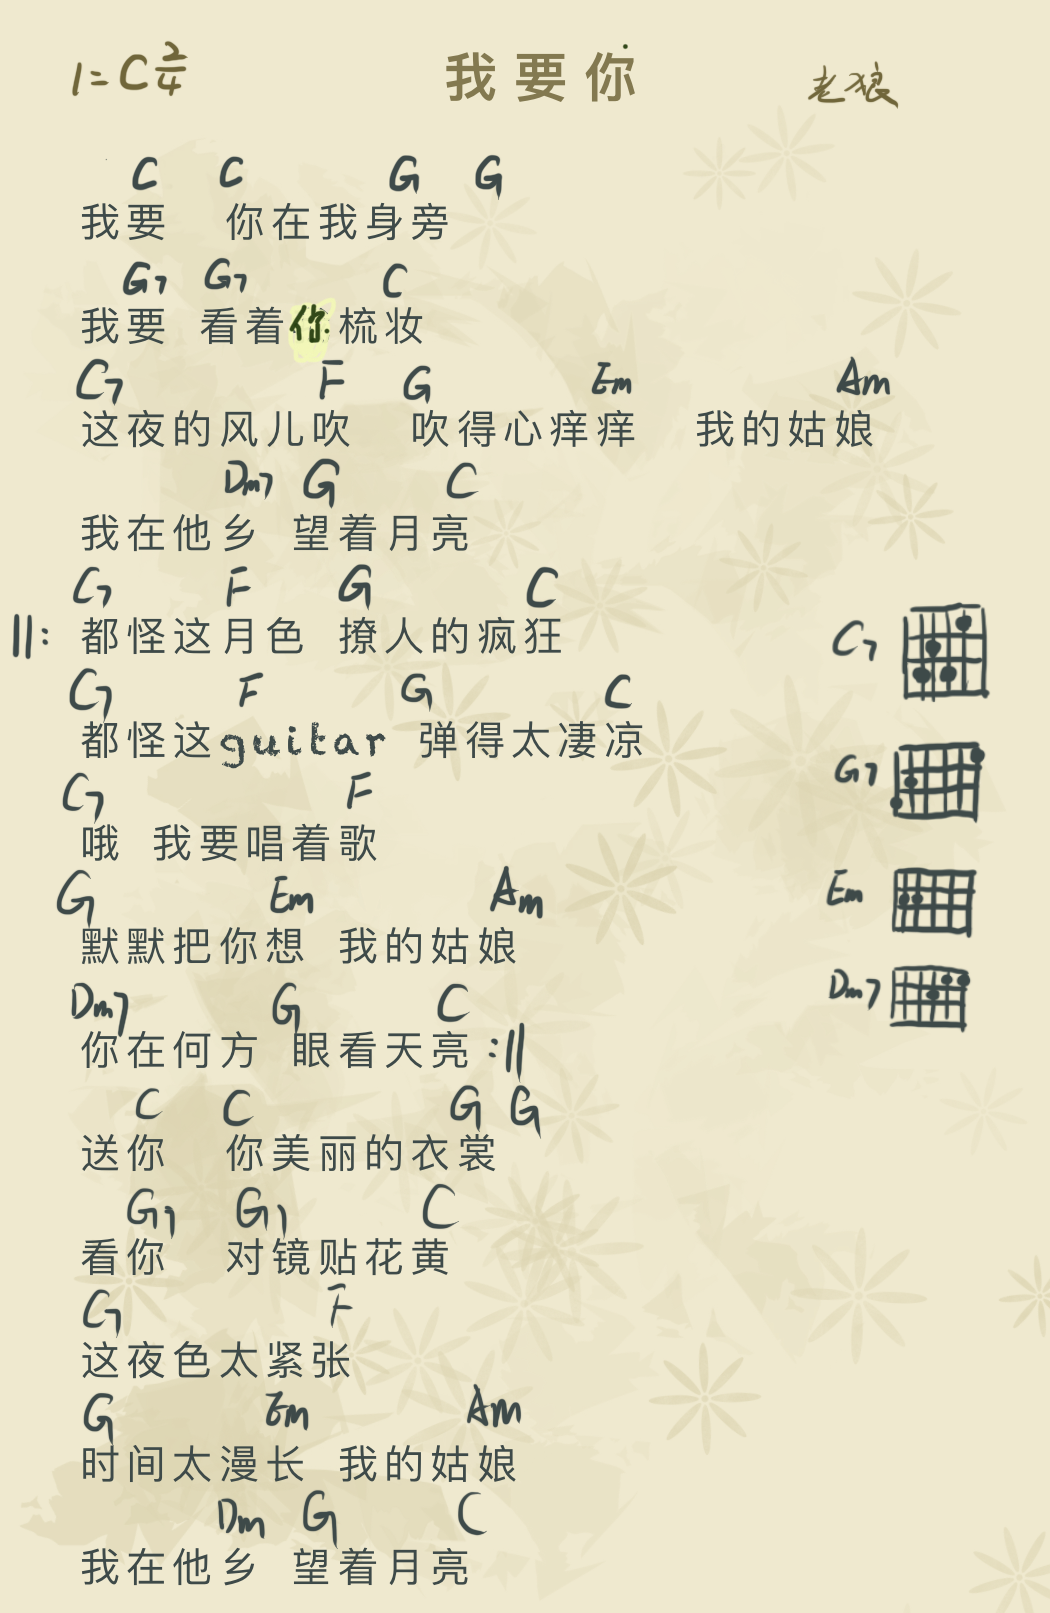 1=C 2/4 我要你 老狼
C C G G
我要 你在我身旁
G7 G7 C
我要 看着你梳妆
C7 F G Em Am
这夜的风儿吹 吹得心痒痒 我的姑娘
Dm7 G C
我在他乡 望着月亮
C7 F G C
||: 都怪这月色 撩人的疯狂
C7 F G C
都怪这guitar 弹得太凄凉
C7 F
哦 我要唱着歌
G Em Am
默默把你想 我的姑娘
Dm7 G C
你在何方 眼看天亮 :||
C C G G
送你 你美丽的衣裳
G7 G7 C
看你 对镜贴花黄
G F
这夜色太紧张
G Em Am
时间太漫长 我的姑娘
Dm G C
我在他乡 望着月亮
C7
G7
Em
Dm7